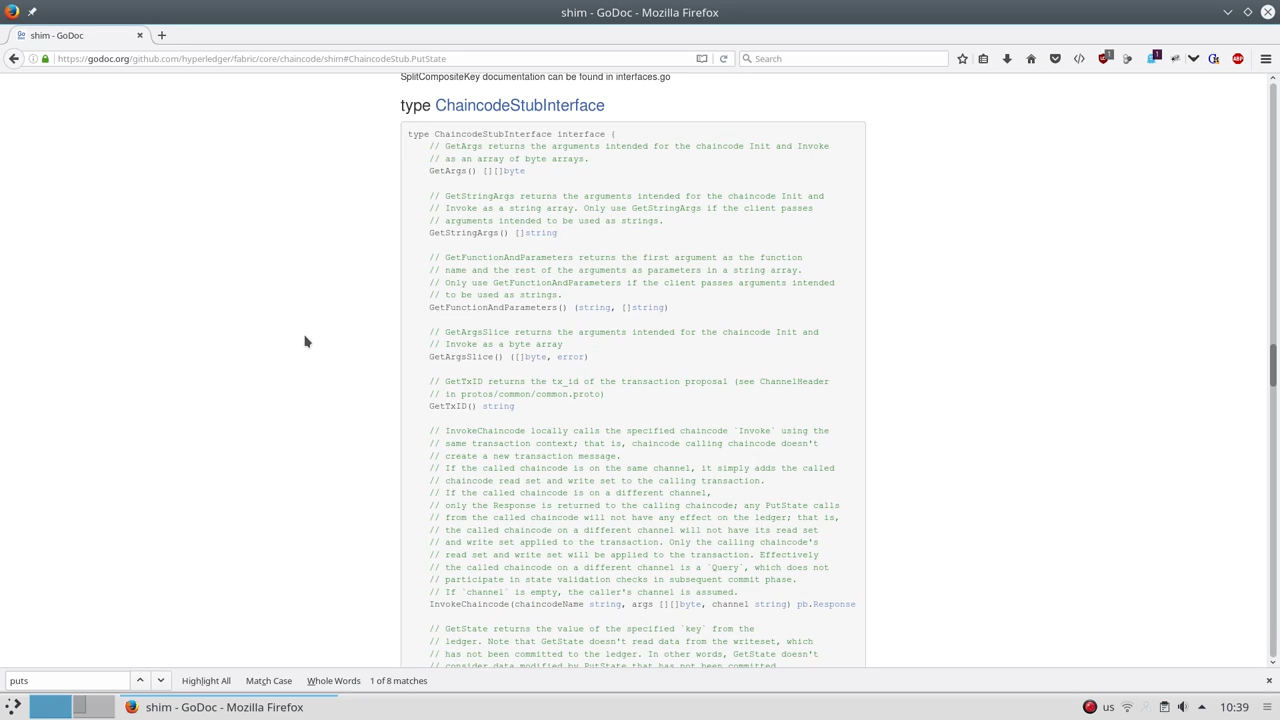 shim - GoDoc - Mozilla Firefox
shim - GoDoc
https://godoc.org/github.com/hyperledger/fabric/core/chaincode/shim#ChaincodeStub.PutState
Search
1
1
ABP
SplitCompositeKey documentation can be found in interfaces.go
type ChaincodeStubInterface
type ChaincodeStubInterface interface {
// GetArgs returns the arguments intended for the chaincode Init and Invoke
// as an array of byte arrays.
GetArgs() [][]byte
// GetStringArgs returns the arguments intended for the chaincode Init and
// Invoke as a string array. Only use GetStringArgs if the client passes
// arguments intended to be used as strings.
GetStringArgs() []string
// GetFunctionAndParameters returns the first argument as the function
// name and the rest of the arguments as parameters in a string array.
// Only use GetFunctionAndParameters if the client passes arguments intended
// to be used as strings.
GetFunctionAndParameters() (string, []string)
// GetArgsSlice returns the arguments intended for the chaincode Init and
// Invoke as a byte array
GetArgsSlice() ([]byte, error)
// GetTxID returns the tx_id of the transaction proposal (see ChannelHeader
// in protos/common/common.proto)
GetTxID() string
// InvokeChaincode locally calls the specified chaincode `Invoke` using the
// same transaction context; that is, chaincode calling chaincode doesn't
// create a new transaction message.
// If the called chaincode is on the same channel, it simply adds the called
// chaincode read set and write set to the calling transaction.
// If the called chaincode is on a different channel,
// only the Response is returned to the calling chaincode; any PutState calls
// from the called chaincode will not have any effect on the ledger; that is,
// the called chaincode on a different channel will not have its read set
// and write set applied to the transaction. Only the calling chaincode's
// read set and write set will be applied to the transaction. Effectively
// the called chaincode on a different channel is a `Query`, which does not
// participate in state validation checks in subsequent commit phase.
// If `channel` is empty, the caller's channel is assumed.
InvokeChaincode(chaincodeName string, args [][]byte, channel string) pb.Response
// GetState returns the value of the specified `key` from the
// ledger. Note that GetState doesn't read data from the writeset, which
// has not been committed to the ledger. In other words, GetState doesn't
// consider data modified by PutState that has not been committed
puts
Highlight All
Match Case
Whole Words
1 of 8 matches
shim - GoDoc - Mozilla Firefox
us
10:39